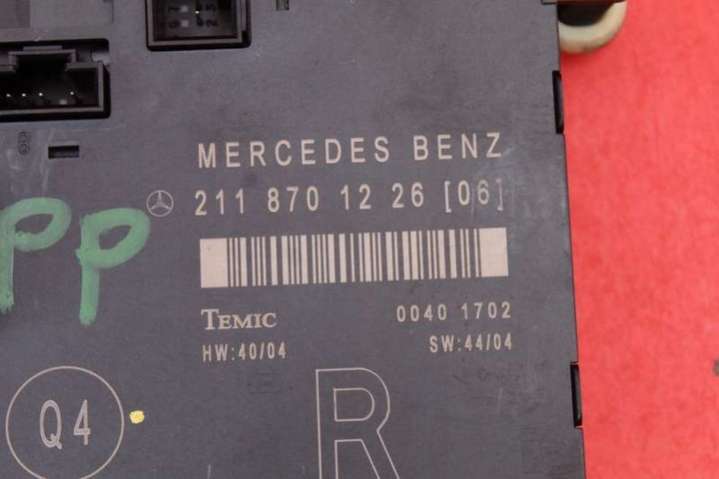 MERCEDES BENZ
211 870 12 26 [06]
PP
TEMIC 0040 1702
HW:40/04 SW:44/04
Q4
R